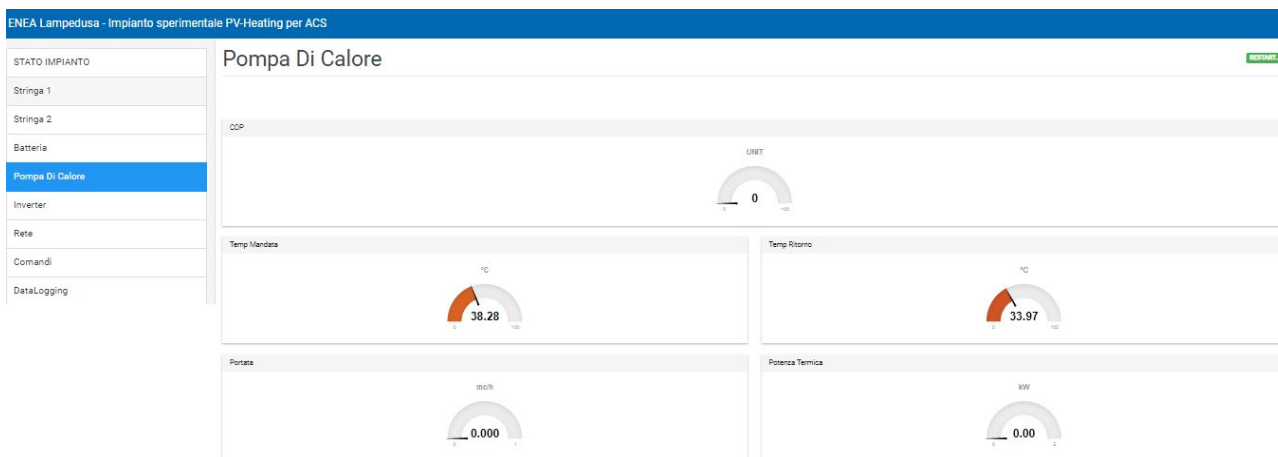 ENEA Lampedusa - Impianto sperimentale PV-Heating per ACS
STATO IMPIANTO
Stringa 1
Stringa 2
Batteria
Pompa Di Calore
Inverter
Rete
Comandi
DataLogging
Pompa Di Calore
RESTART
COP
UNIT
0
0 100
Temp Mandata
°C
38.28
0 100
Temp Ritorno
°C
33.97
0 100
Portata
mc/h
0.000
0 1
Potenza Termica
kW
0.00
0